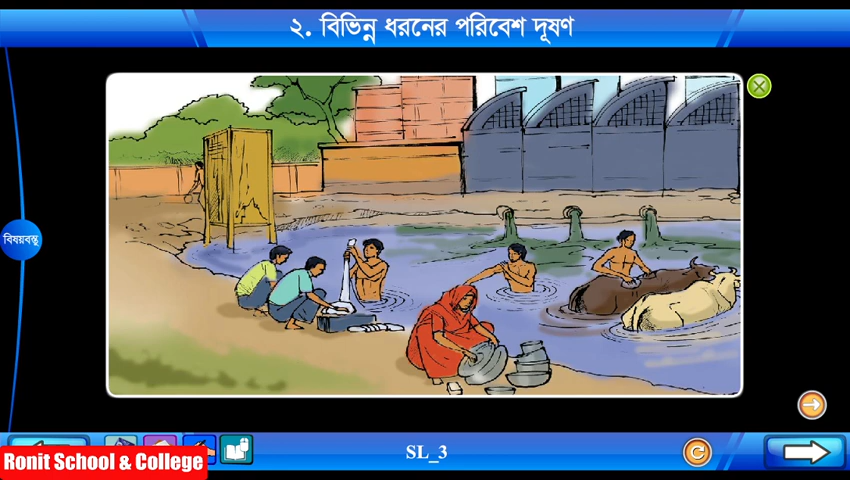 ২. বিভিন্ন ধরনের পরিবেশ দূষণ
বিষয়বস্তু
SL_3
Ronit School & College